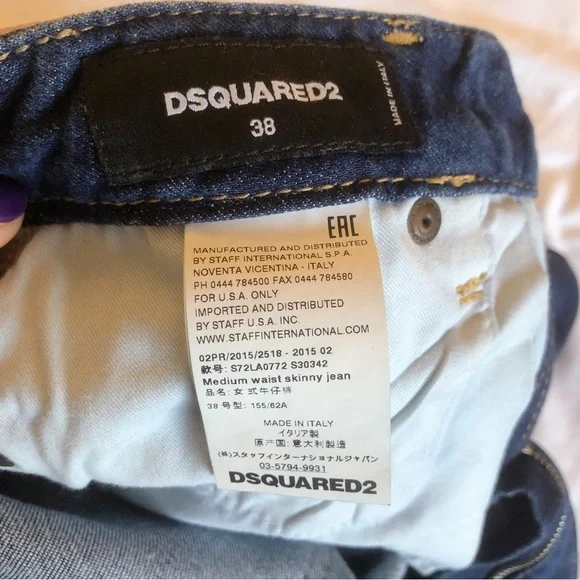 DSQUARED2
38
MADE IN ITALY
EAC
MANUFACTURED AND DISTRIBUTED
BY STAFF INTERNATIONAL S.P.A.
NOVENTA VICENTINA - ITALY
PH 0444 784500 FAX 0444 784580
FOR U.S.A. ONLY
IMPORTED AND DISTRIBUTED
BY STAFF U.S.A. INC.
WWW.STAFFINTERNATIONAL.COM
02PR/2015/2518 - 2015 02
款号: S72LA0772 S30342
Medium waist skinny jean
品名: 女式牛仔裤
38 号型: 155/62A
MADE IN ITALY
イタリア製
原产国: 意大利制造
(株)スタッフインターナショナルジャパン
03-5794-9931
DSQUARED2